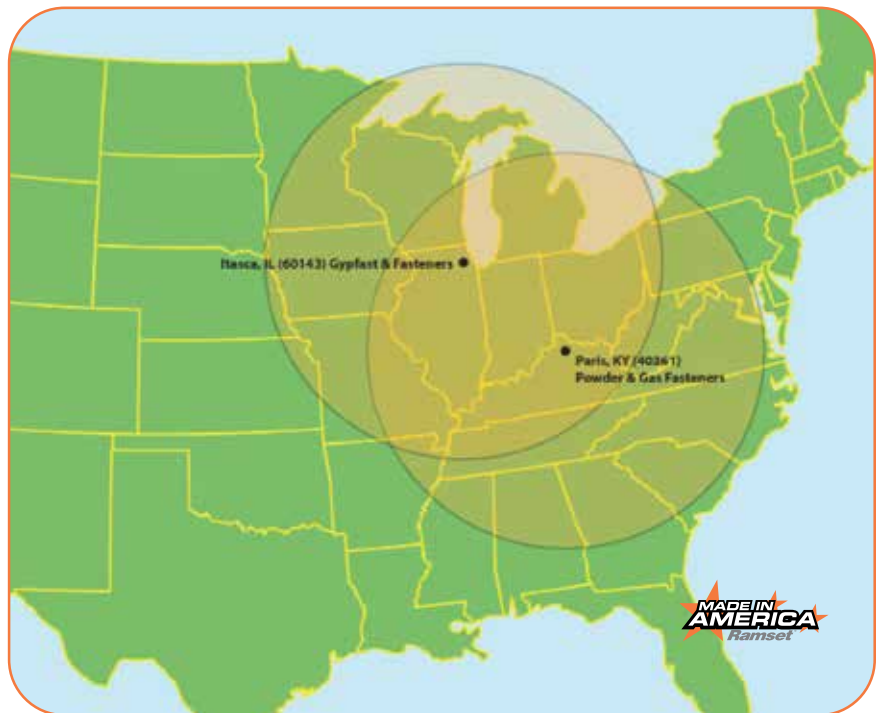 Itasca, IL (60143) Gypfast & Fasteners
Paris, KY (40361)
Powder & Gas Fasteners
MADE IN
AMERICA
Ramset